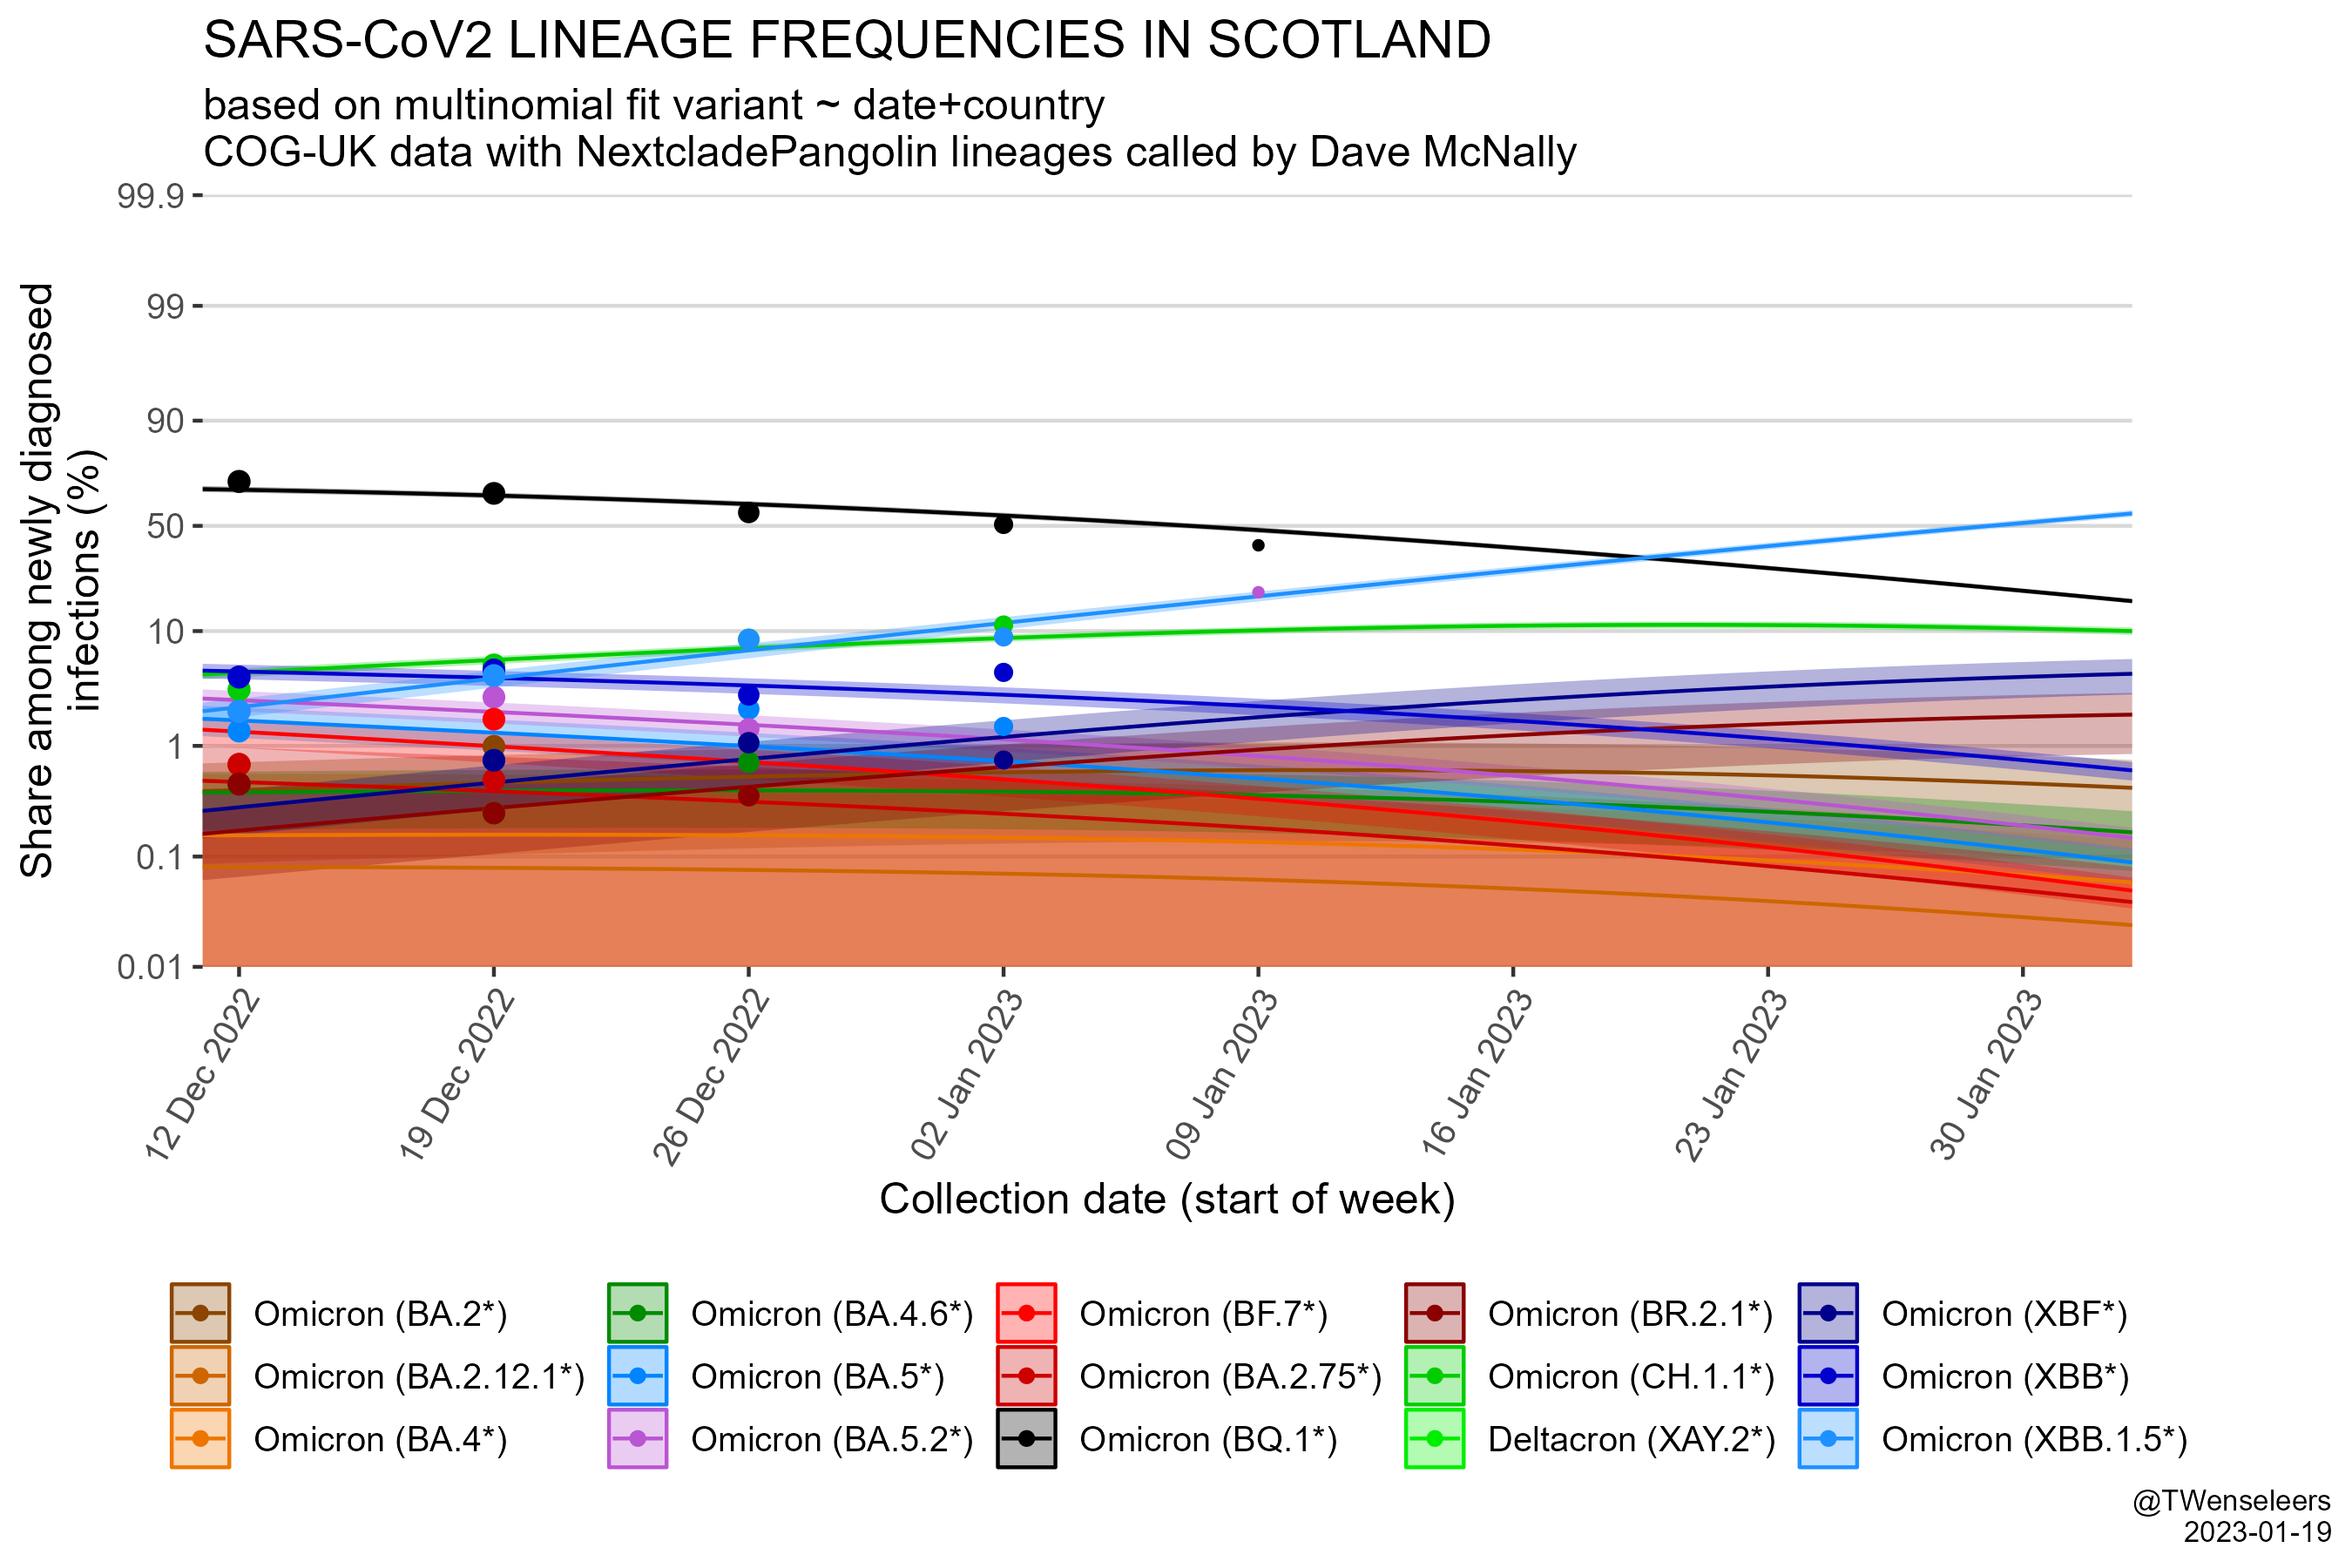 SARS-CoV2 LINEAGE FREQUENCIES IN SCOTLAND
based on multinomial fit variant ~ date+country
COG-UK data with NextcladePangolin lineages called by Dave McNally
Share among newly diagnosed
infections (%)
99.9
99
90
50
10
1
0.1
0.01
12 Dec 2022
19 Dec 2022
26 Dec 2022
02 Jan 2023
09 Jan 2023
16 Jan 2023
23 Jan 2023
30 Jan 2023
Collection date (start of week)
Omicron (BA.2*)
Omicron (BA.2.12.1*)
Omicron (BA.4*)
Omicron (BA.4.6*)
Omicron (BA.5*)
Omicron (BA.5.2*)
Omicron (BF.7*)
Omicron (BA.2.75*)
Omicron (BQ.1*)
Omicron (BR.2.1*)
Omicron (CH.1.1*)
Deltacron (XAY.2*)
Omicron (XBF*)
Omicron (XBB*)
Omicron (XBB.1.5*)
@TWenseleers
2023-01-19